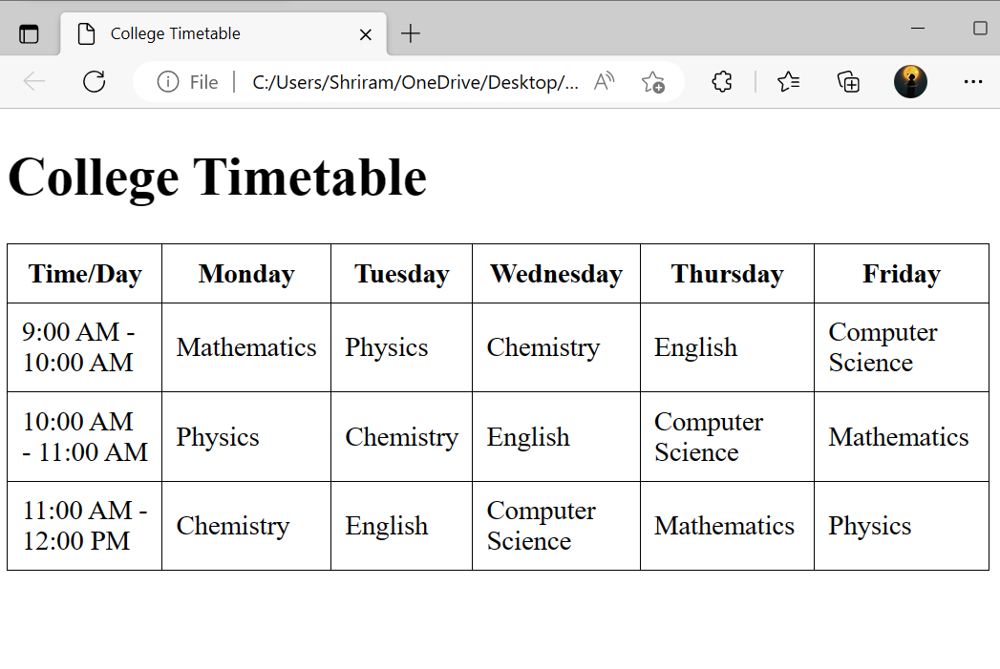 College Timetable
File
C:/Users/Shriram/OneDrive/Desktop/...
College Timetable
Time/Day Monday Tuesday Wednesday Thursday Friday
9:00 AM - Mathematics Physics Chemistry English Computer
10:00 AM Science
10:00 AM Physics Chemistry English Computer Mathematics
- 11:00 AM Science
11:00 AM - Chemistry English Computer Mathematics Physics
12:00 PM Science